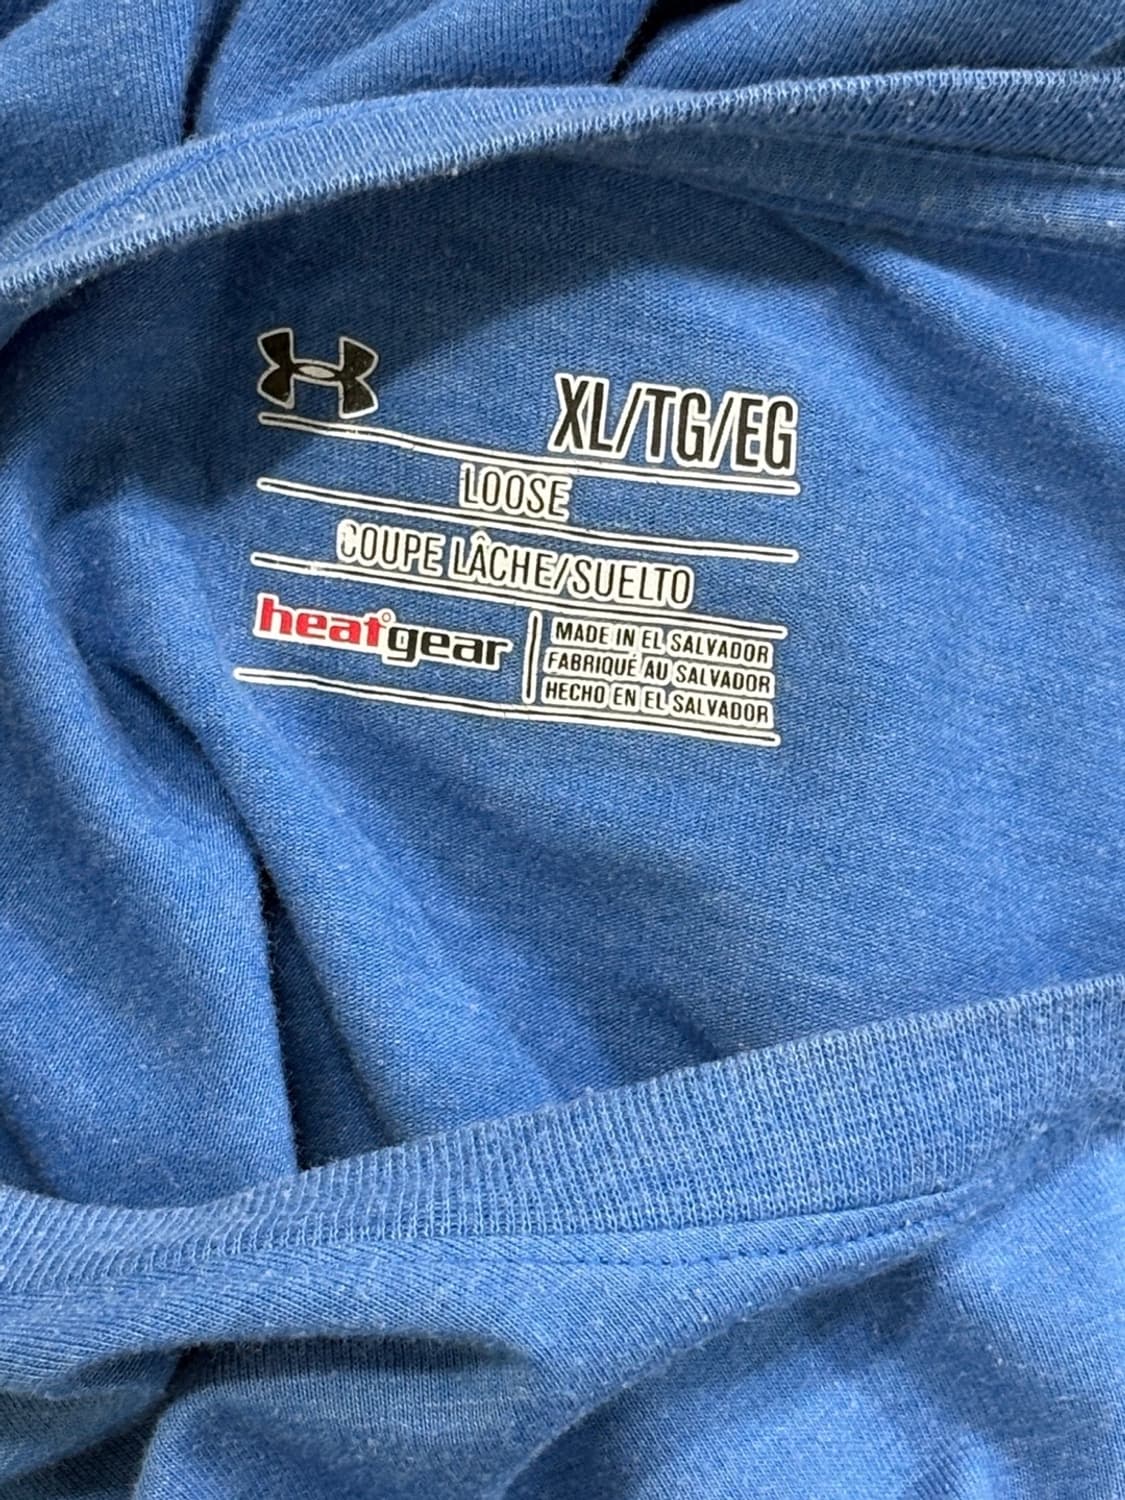 XL/TG/EG
LOOSE
COUPE LÂCHE/SUELTO
heatgear
MADE IN EL SALVADOR
FABRIQUÉ AU SALVADOR
HECHO EN EL SALVADOR